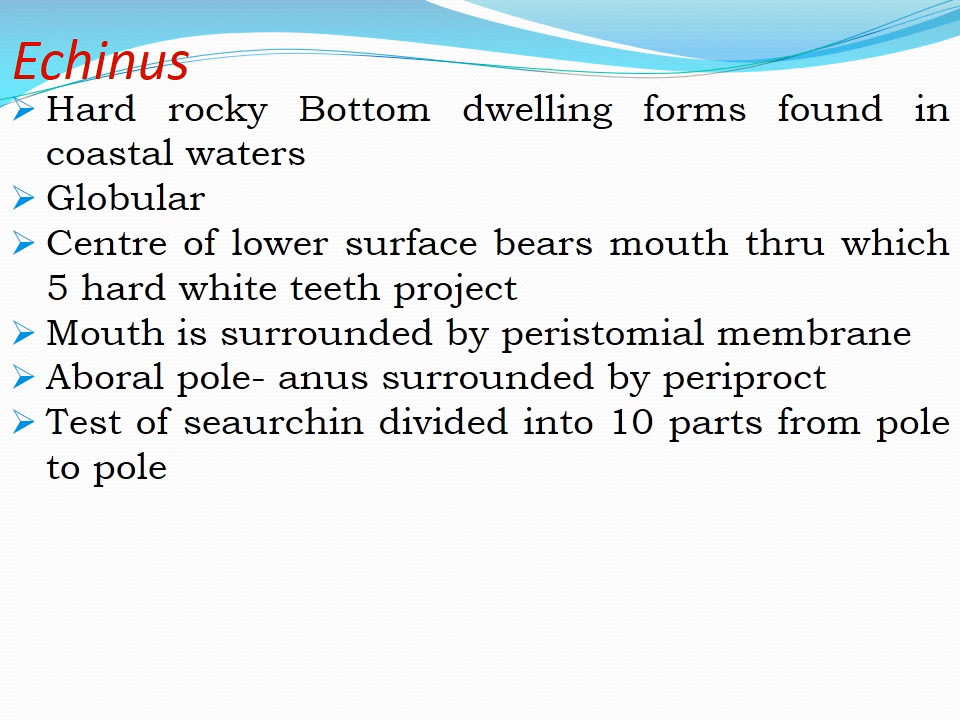 Echinus
Hard rocky Bottom dwelling forms found in
coastal waters
Globular
Centre of lower surface bears mouth thru which
5 hard white teeth project
Mouth is surrounded by peristomial membrane
Aboral pole- anus surrounded by periproct
Test of seaurchin divided into 10 parts from pole
to pole